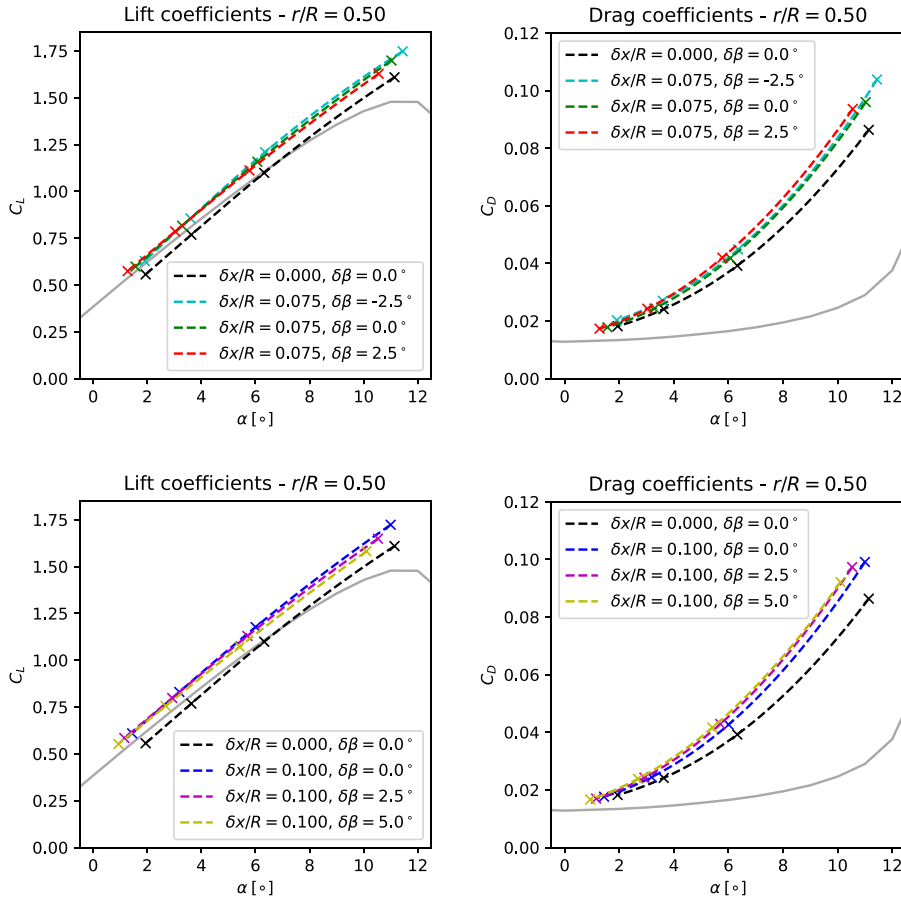 Lift coefficients - r/R = 0.50
1.75
1.50
1.25
1.00
0.75
0.50
0.25
0.00
C_L
δx/R = 0.000, δβ = 0.0°
δx/R = 0.075, δβ = -2.5°
δx/R = 0.075, δβ = 0.0°
δx/R = 0.075, δβ = 2.5°
0 2 4 6 8 10 12
α [∘]
Drag coefficients - r/R = 0.50
0.12
0.10
0.08
0.06
0.04
0.02
0.00
C_D
δx/R = 0.000, δβ = 0.0°
δx/R = 0.075, δβ = -2.5°
δx/R = 0.075, δβ = 0.0°
δx/R = 0.075, δβ = 2.5°
0 2 4 6 8 10 12
α [∘]
Lift coefficients - r/R = 0.50
1.75
1.50
1.25
1.00
0.75
0.50
0.25
0.00
C_L
δx/R = 0.000, δβ = 0.0°
δx/R = 0.100, δβ = 0.0°
δx/R = 0.100, δβ = 2.5°
δx/R = 0.100, δβ = 5.0°
0 2 4 6 8 10 12
α [∘]
Drag coefficients - r/R = 0.50
0.12
0.10
0.08
0.06
0.04
0.02
0.00
C_D
δx/R = 0.000, δβ = 0.0°
δx/R = 0.100, δβ = 0.0°
δx/R = 0.100, δβ = 2.5°
δx/R = 0.100, δβ = 5.0°
0 2 4 6 8 10 12
α [∘]